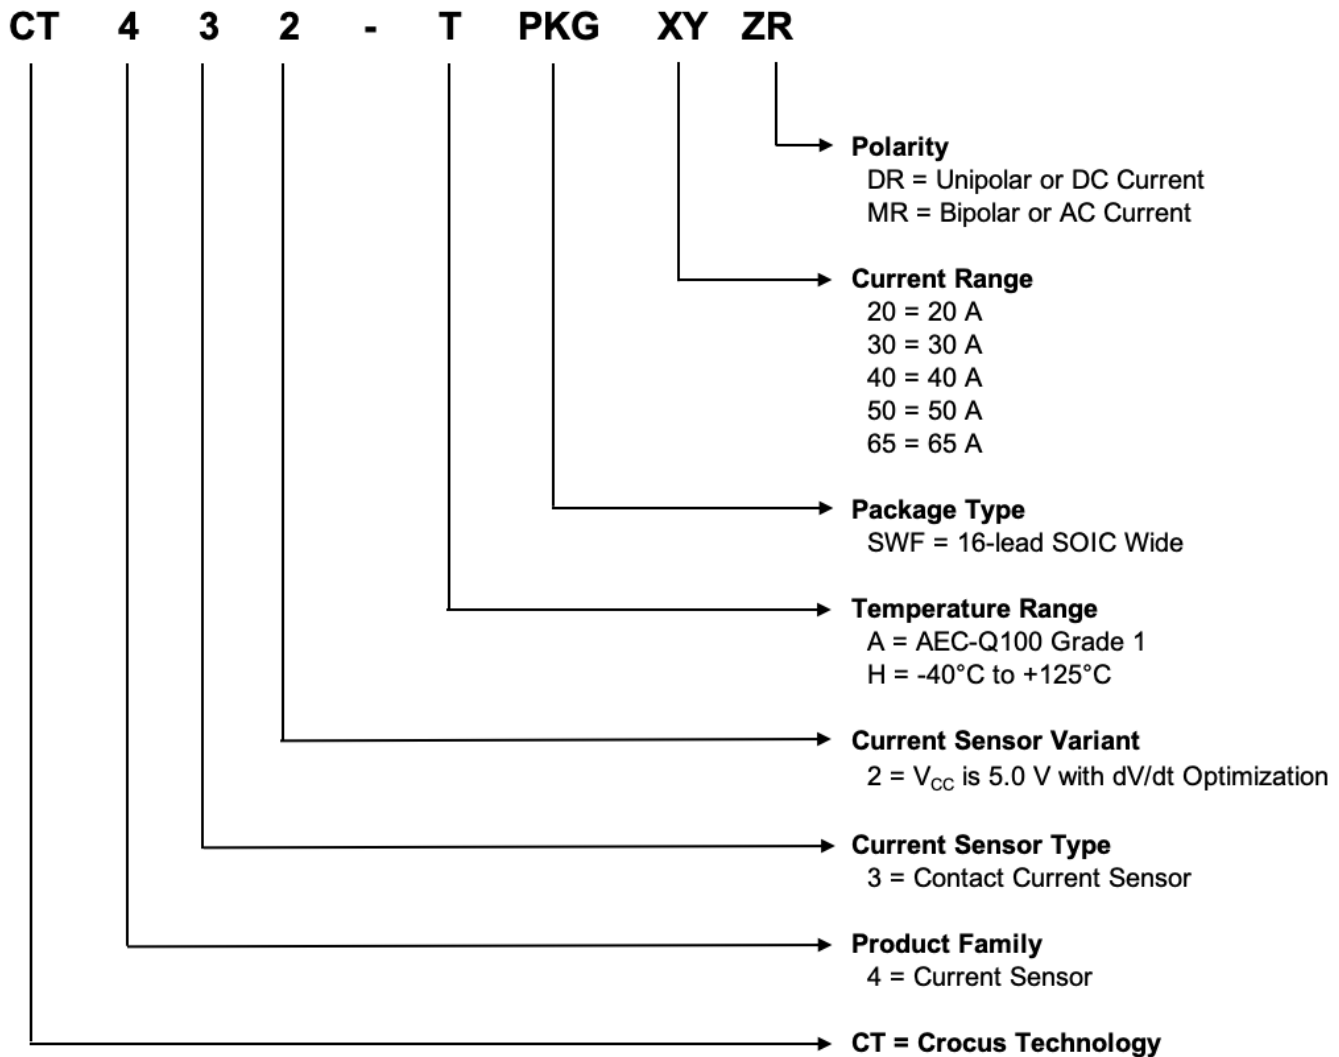 CT 4 3 2 - T PKG XY ZR
Polarity
DR = Unipolar or DC Current
MR = Bipolar or AC Current
Current Range
20 = 20 A
30 = 30 A
40 = 40 A
50 = 50 A
65 = 65 A
Package Type
SWF = 16-lead SOIC Wide
Temperature Range
A = AEC-Q100 Grade 1
H = -40°C to +125°C
Current Sensor Variant
2 = VCC is 5.0 V with dV/dt Optimization
Current Sensor Type
3 = Contact Current Sensor
Product Family
4 = Current Sensor
CT = Crocus Technology